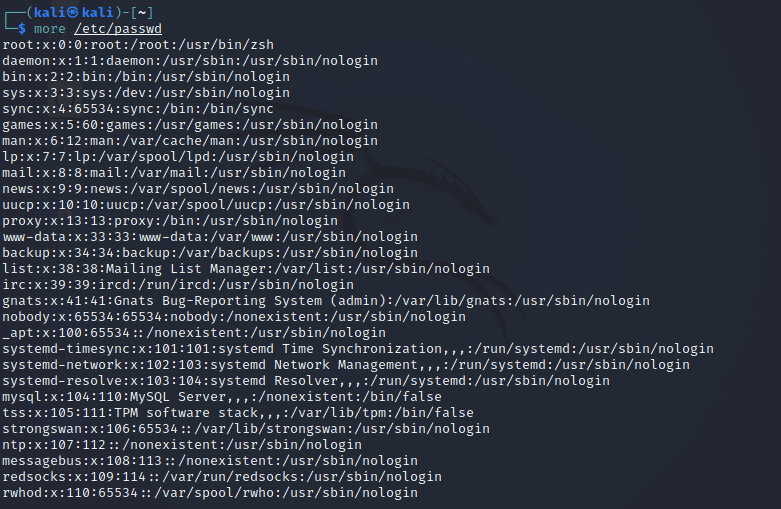 ┌──(kali㉿kali)-[~]
└─$ more /etc/passwd
root:x:0:0:root:/root:/usr/bin/zsh
daemon:x:1:1:daemon:/usr/sbin:/usr/sbin/nologin
bin:x:2:2:bin:/bin:/usr/sbin/nologin
sys:x:3:3:sys:/dev:/usr/sbin/nologin
sync:x:4:65534:sync:/bin:/bin/sync
games:x:5:60:games:/usr/games:/usr/sbin/nologin
man:x:6:12:man:/var/cache/man:/usr/sbin/nologin
lp:x:7:7:lp:/var/spool/lpd:/usr/sbin/nologin
mail:x:8:8:mail:/var/mail:/usr/sbin/nologin
news:x:9:9:news:/var/spool/news:/usr/sbin/nologin
uucp:x:10:10:uucp:/var/spool/uucp:/usr/sbin/nologin
proxy:x:13:13:proxy:/bin:/usr/sbin/nologin
www-data:x:33:33:www-data:/var/www:/usr/sbin/nologin
backup:x:34:34:backup:/var/backups:/usr/sbin/nologin
list:x:38:38:Mailing List Manager:/var/list:/usr/sbin/nologin
irc:x:39:39:ircd:/run/ircd:/usr/sbin/nologin
gnats:x:41:41:Gnats Bug-Reporting System (admin):/var/lib/gnats:/usr/sbin/nologin
nobody:x:65534:65534:nobody:/nonexistent:/usr/sbin/nologin
_apt:x:100:65534::/nonexistent:/usr/sbin/nologin
systemd-timesync:x:101:101:systemd Time Synchronization,,,:/run/systemd:/usr/sbin/nologin
systemd-network:x:102:103:systemd Network Management,,,:/run/systemd:/usr/sbin/nologin
systemd-resolve:x:103:104:systemd Resolver,,,:/run/systemd:/usr/sbin/nologin
mysql:x:104:110:MySQL Server,,,:/nonexistent:/bin/false
tss:x:105:111:TPM software stack,,,:/var/lib/tpm:/bin/false
strongswan:x:106:65534::/var/lib/strongswan:/usr/sbin/nologin
ntp:x:107:112::/nonexistent:/usr/sbin/nologin
messagebus:x:108:113::/nonexistent:/usr/sbin/nologin
redsocks:x:109:114::/var/run/redsocks:/usr/sbin/nologin
rwhod:x:110:65534::/var/spool/rwho:/usr/sbin/nologin